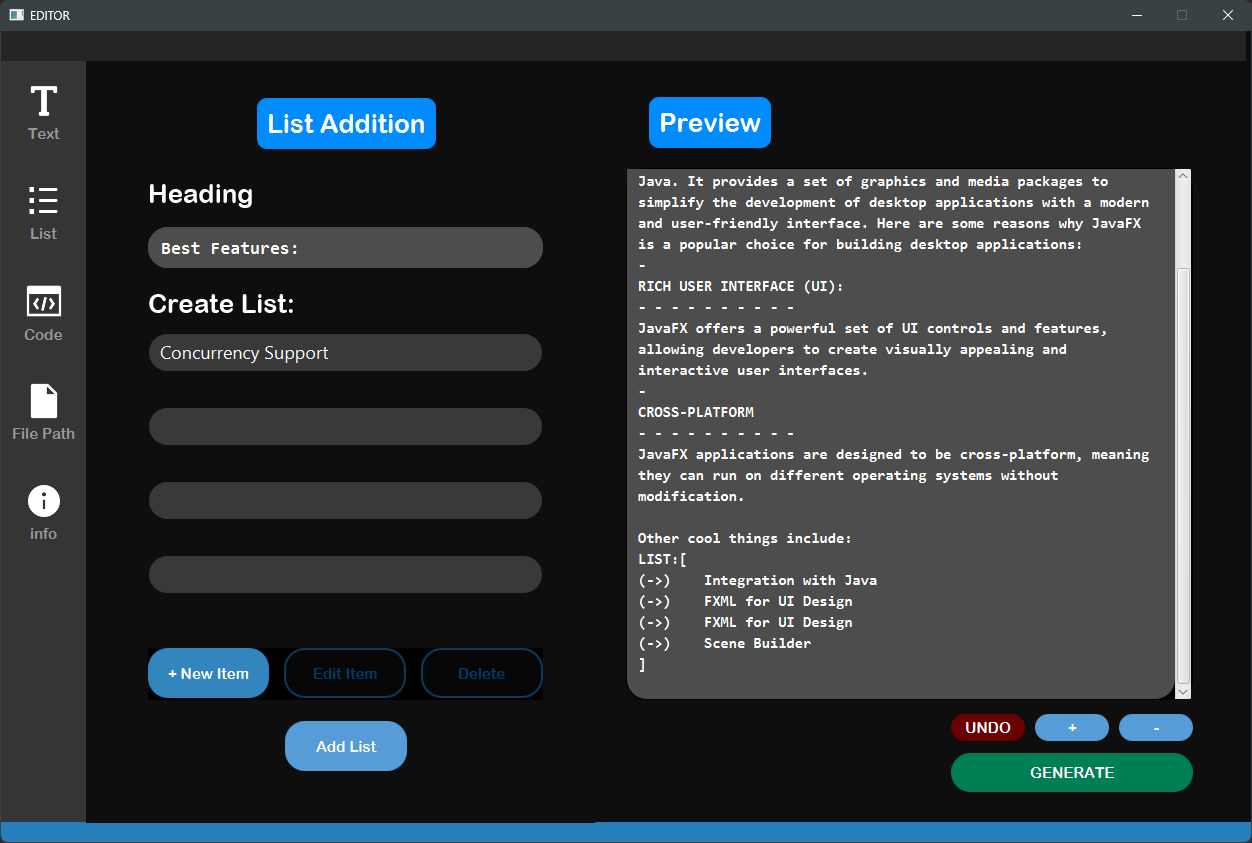 EDITOR
Text
List
Code
File Path
info
List Addition
Heading
Best Features:
Create List:
Concurrency Support
+ New Item
Edit Item
Delete
Add List
Preview
Java. It provides a set of graphics and media packages to
simplify the development of desktop applications with a modern
and user-friendly interface. Here are some reasons why JavaFX
is a popular choice for building desktop applications:
-
RICH USER INTERFACE (UI):
- - - - - - - - - -
JavaFX offers a powerful set of UI controls and features,
allowing developers to create visually appealing and
interactive user interfaces.
-
CROSS-PLATFORM
- - - - - - - - - -
JavaFX applications are designed to be cross-platform, meaning
they can run on different operating systems without
modification.
Other cool things include:
LIST:[
(->) Integration with Java
(->) FXML for UI Design
(->) FXML for UI Design
(->) Scene Builder
]
UNDO
+
-
GENERATE